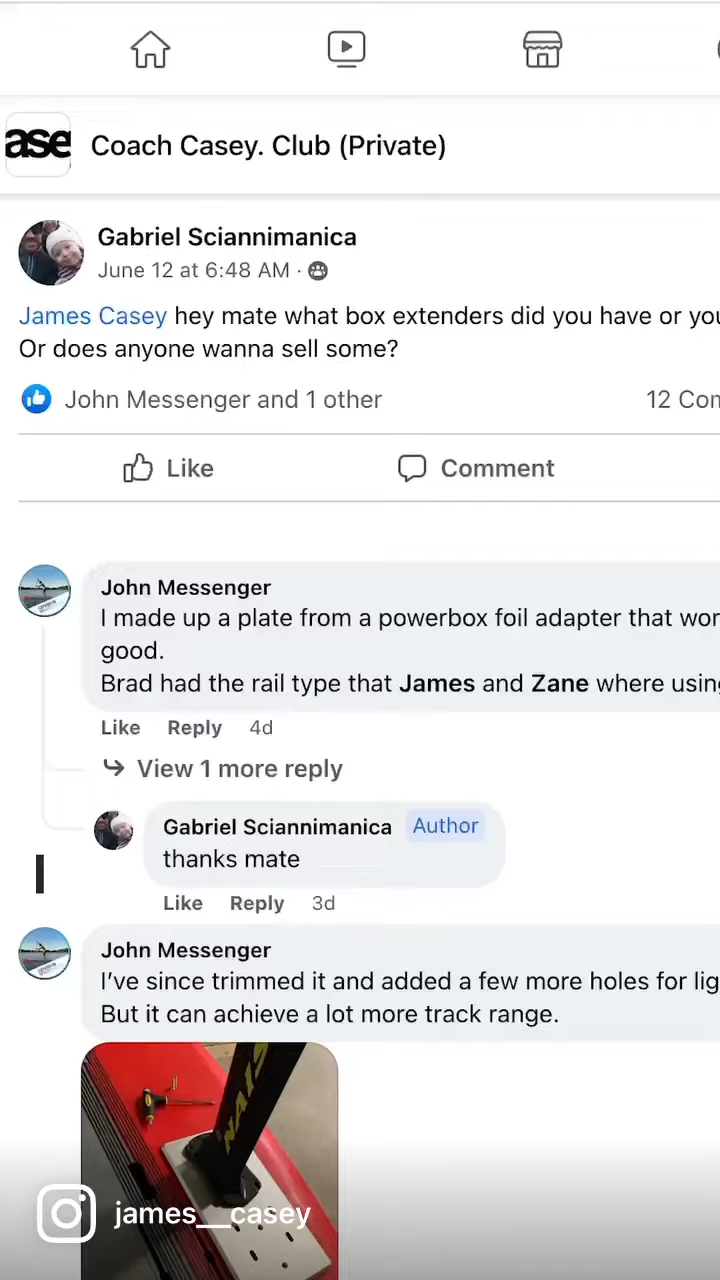 ase
Coach Casey. Club (Private)
Gabriel Sciannimanica
June 12 at 6:48 AM ·
James Casey hey mate what box extenders did you have or you
Or does anyone wanna sell some?
John Messenger and 1 other
12 Com
Like
Comment
John Messenger
I made up a plate from a powerbox foil adapter that wor
good.
Brad had the rail type that James and Zane where using
Like Reply 4d
View 1 more reply
Gabriel Sciannimanica Author
thanks mate
Like Reply 3d
John Messenger
I've since trimmed it and added a few more holes for lig
But it can achieve a lot more track range.
NAIS
james__casey